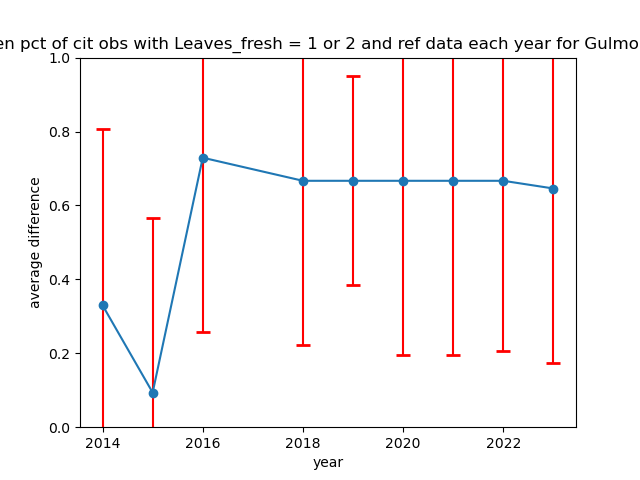 en pct of cit obs with Leaves_fresh = 1 or 2 and ref data each year for Gulmo
1.0
0.8
0.6
0.4
0.2
0.0
average difference
2014 2016 2018 2020 2022
year